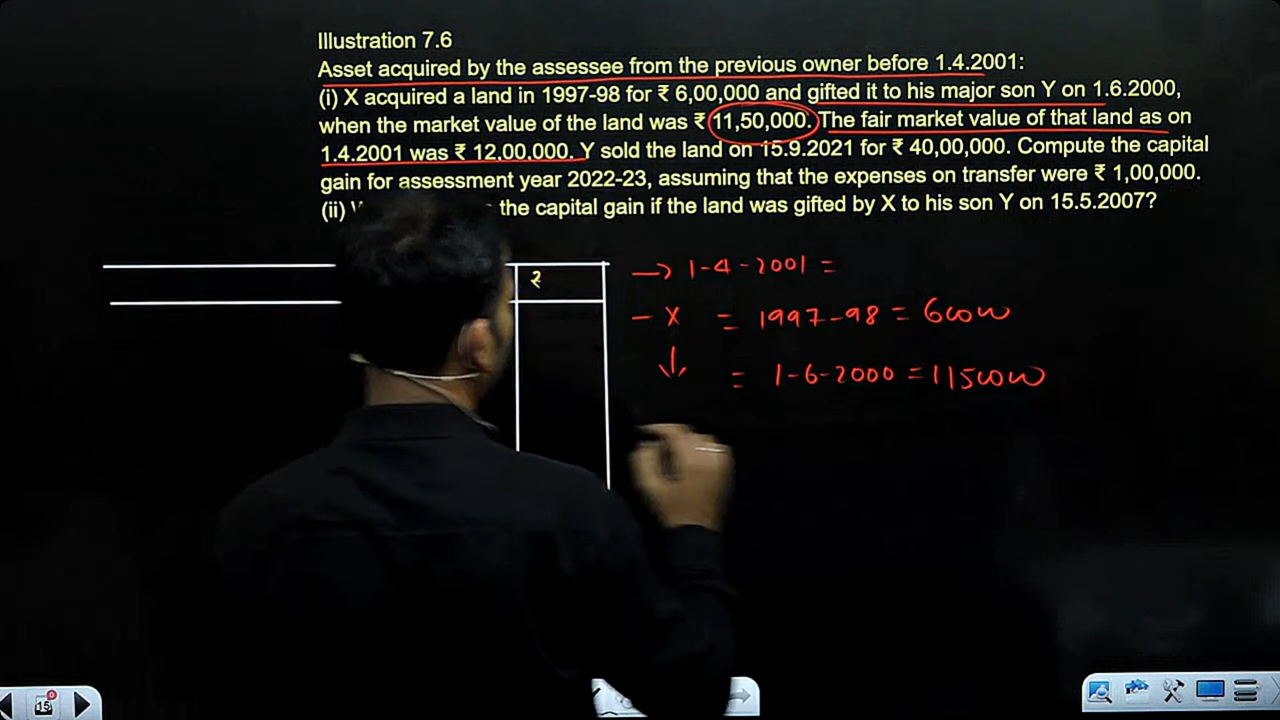 Illustration 7.6
Asset acquired by the assessee from the previous owner before 1.4.2001:
(i) X acquired a land in 1997-98 for ₹ 6,00,000 and gifted it to his major son Y on 1.6.2000,
when the market value of the land was ₹ 11,50,000. The fair market value of that land as on
1.4.2001 was ₹ 12,00,000. Y sold the land on 15.9.2021 for ₹ 40,00,000. Compute the capital
gain for assessment year 2022-23, assuming that the expenses on transfer were ₹ 1,00,000.
(ii) the capital gain if the land was gifted by X to his son Y on 15.5.2007?
₹
→ 1-4-2001 =
- X = 1997-98 = 600000
↓ = 1-6-2000 = 1150000
15
0